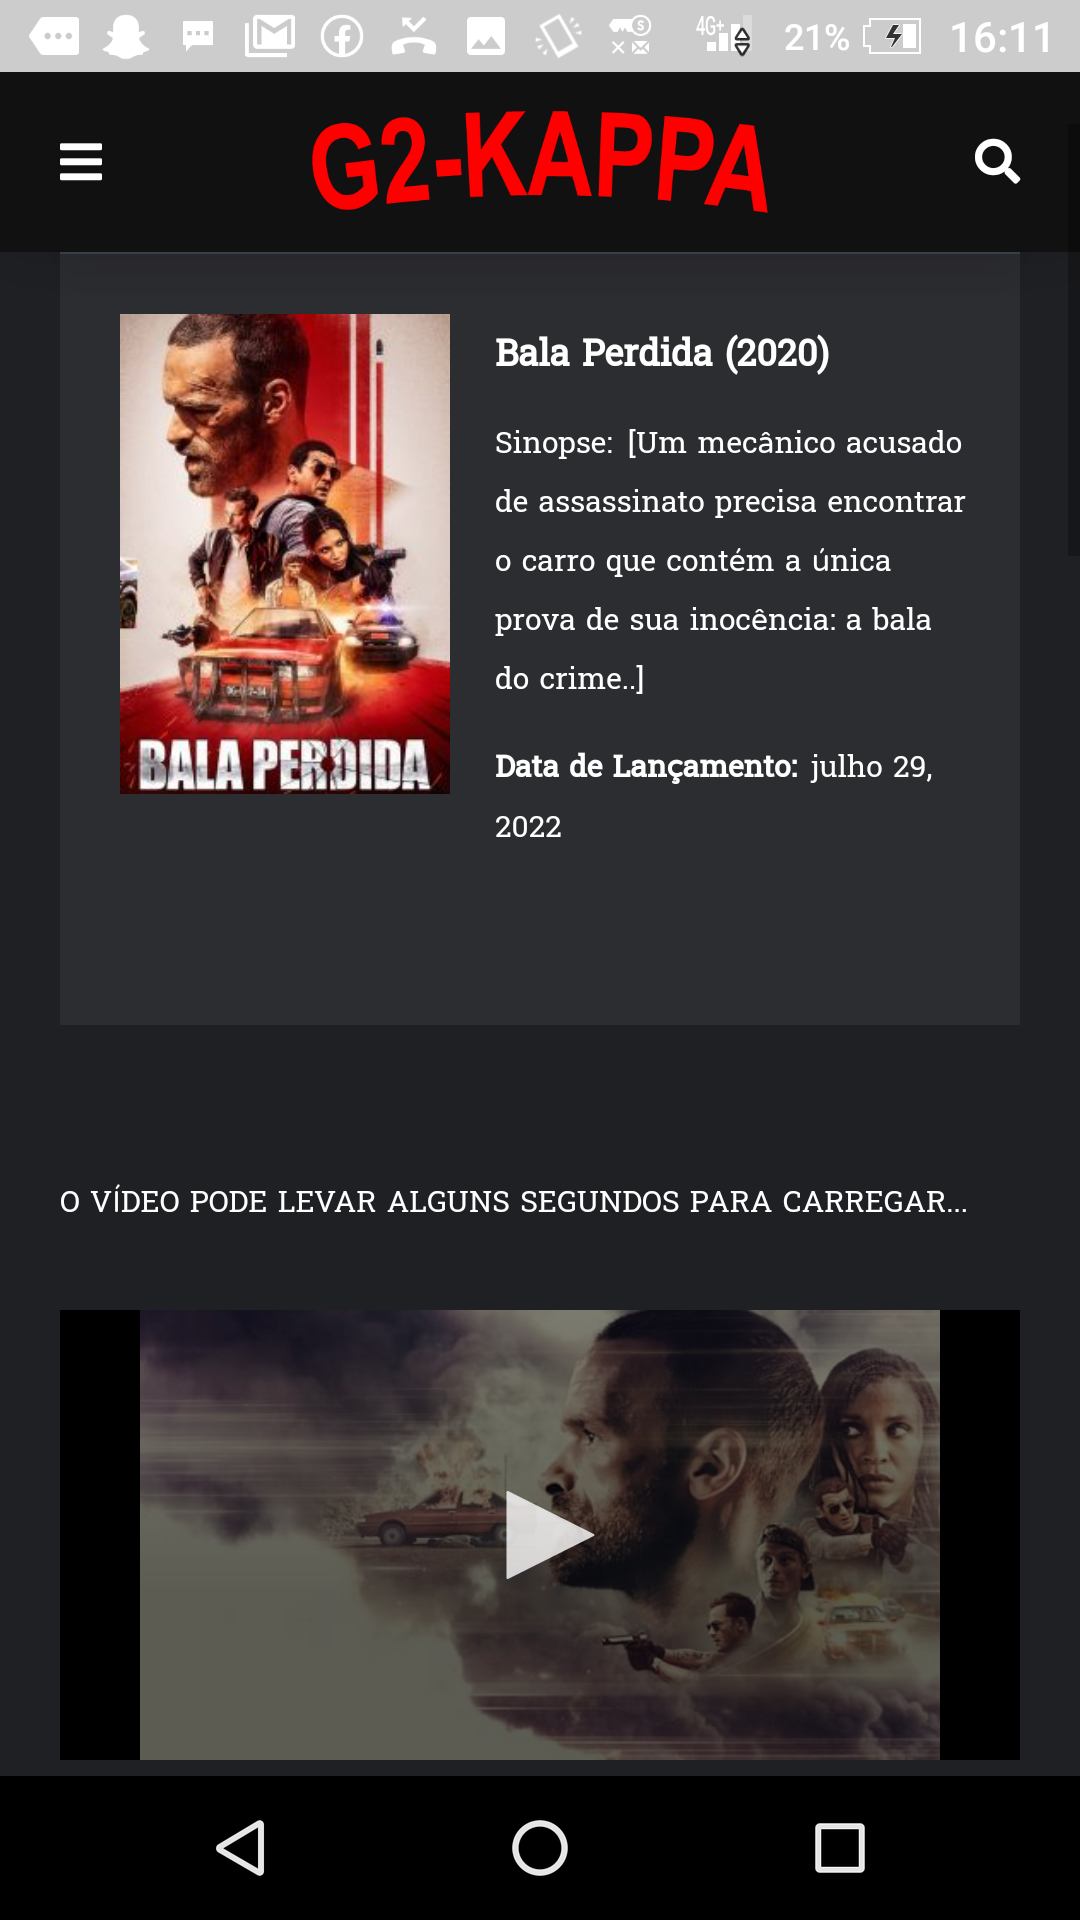 4G+ 21% 16:11
G2-KAPPA
Bala Perdida (2020)
Sinopse: [Um mecânico acusado
de assassinato precisa encontrar
o carro que contém a única
prova de sua inocência: a bala
do crime..]
Data de Lançamento: julho 29,
2022
BALA PERDIDA
O VÍDEO PODE LEVAR ALGUNS SEGUNDOS PARA CARREGAR...